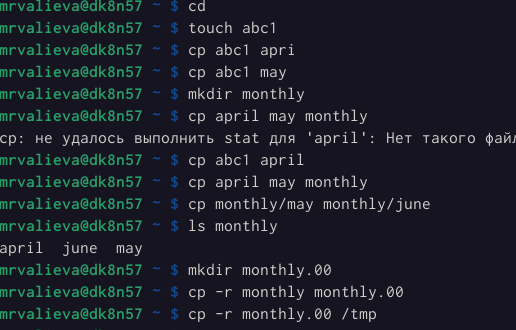 mrvalieva@dk8n57 ~ $ cd
mrvalieva@dk8n57 ~ $ touch abc1
mrvalieva@dk8n57 ~ $ cp abc1 apri
mrvalieva@dk8n57 ~ $ cp abc1 may
mrvalieva@dk8n57 ~ $ mkdir monthly
mrvalieva@dk8n57 ~ $ cp april may monthly
cp: не удалось выполнить stat для 'april': Нет такого
mrvalieva@dk8n57 ~ $ cp abc1 april
mrvalieva@dk8n57 ~ $ cp april may monthly
mrvalieva@dk8n57 ~ $ cp monthly/may monthly/june
mrvalieva@dk8n57 ~ $ ls monthly
april  june  may
mrvalieva@dk8n57 ~ $ mkdir monthly.00
mrvalieva@dk8n57 ~ $ cp -r monthly monthly.00
mrvalieva@dk8n57 ~ $ cp -r monthly.00 /tmp